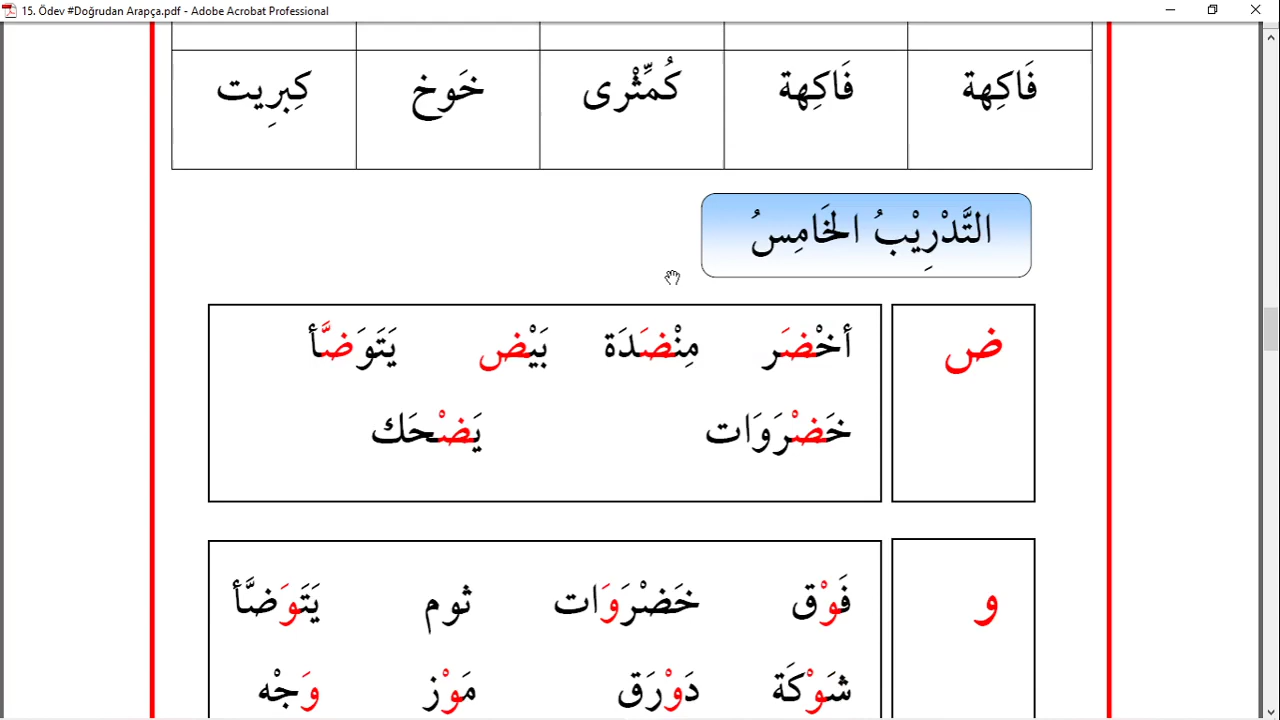 15. Ödev #Doğrudan Arapça.pdf - Adobe Acrobat Professional
فَاكِهة فَاكِهة كُمِّثْرى خَوخ كِبرِيت
التَّدْرِيْبُ الخَامِسُ
ض أخْضَر مِنْضَدَة بَيْض يَتَوَضَّأ
خَضْرَوَات يَضْحَك
و فَوْق خَضْرَوَات ثوم يَتَوَضَّأ
شَوْكَة دَوْرَق مَوْز وَجْه